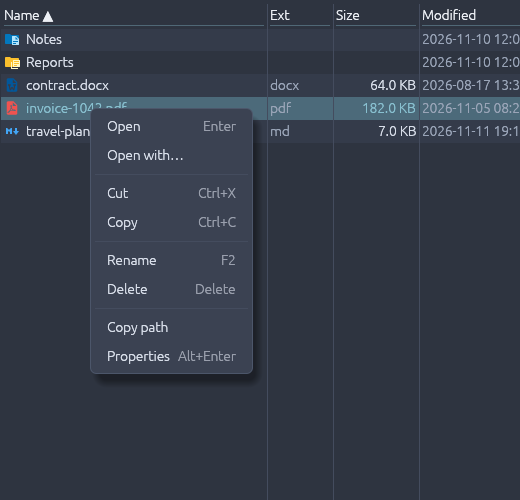 Name ▲ Ext Size Modified
Notes 2026-11-10 12:0
Reports 2026-11-10 12:0
contract.docx docx 64.0 KB 2026-08-17 13:3
invoice-1042.pdf pdf 182.0 KB 2026-11-05 08:2
travel-plan md 7.0 KB 2026-11-11 19:1
Open Enter
Open with…
Cut Ctrl+X
Copy Ctrl+C
Rename F2
Delete Delete
Copy path
Properties Alt+Enter